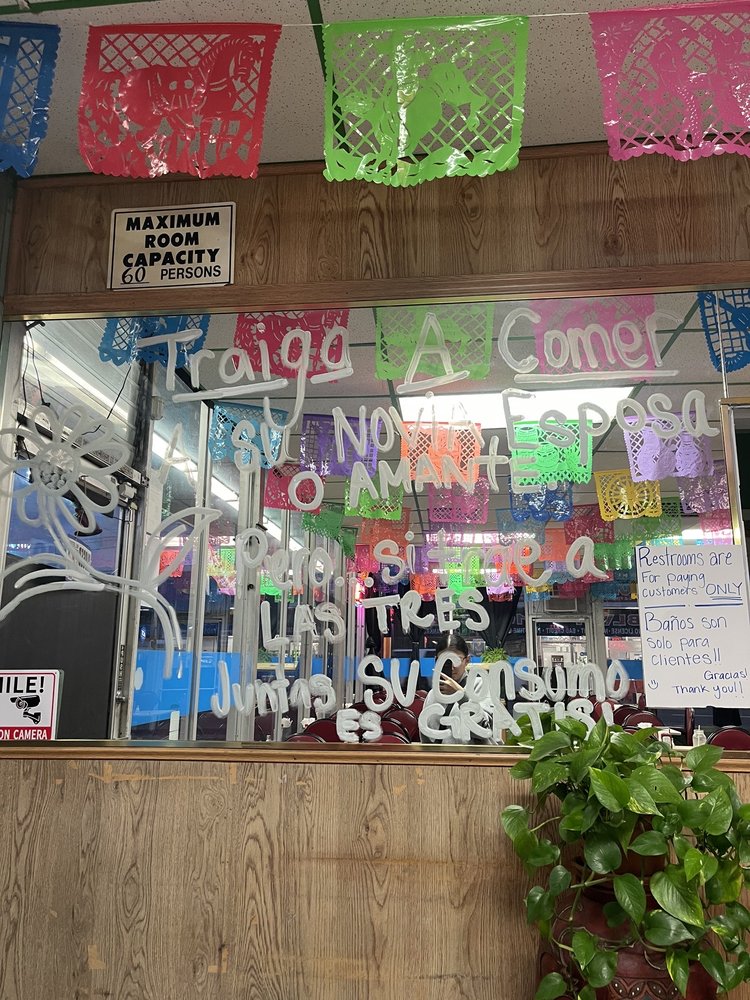 MAXIMUM
ROOM
CAPACITY
60 PERSONS
Traiga A Comer
A SU NOVIA Esposa
O AMANTE.
Pero...si trae a
LAS TRES
Juntas SU Consumo
ES GRATIS!
Restrooms are
For paying
customers ONLY
Baños son
solo para
clientes!!
Gracias!
Thank you!!
MILE!
ON CAMERA